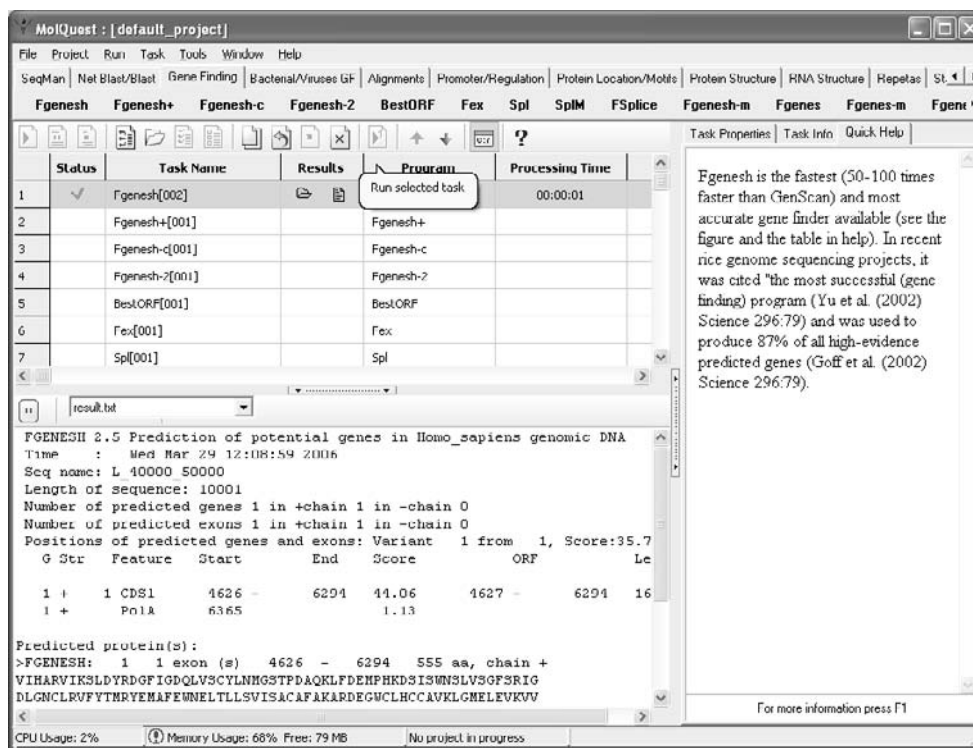 MolQuest : [default_project]
File Project Run Task Tools Window Help
SeqMan Net Blast/Blast Gene Finding Bacterial/Viruses GF Alignments Promoter/Regulation Protein Location/Motifs Protein Structure RNA Structure Repetas St.
Fgenesh Fgenesh+ Fgenesh-c Fgenesh-2 BestORF Fex Spl SplM FSplice Fgenesh-m Fgenes Fgenes-m Fgene
Task Properties Task Info Quick Help
Status Task Name Results Program Processing Time
Run selected task
1 Fgenesh[002] 00:00:01
2 Fgenesh+[001] Fgenesh+
3 Fgenesh-c[001] Fgenesh-c
4 Fgenesh-2[001] Fgenesh-2
5 BestORF[001] BestORF
6 Fex[001] Fex
7 Spl[001] Spl
Fgenesh is the fastest (50-100 times
faster than GenScan) and most
accurate gene finder available (see the
figure and the table in help). In recent
rice genome sequencing projects, it
was cited "the most successful (gene
finding) program (Yu et al. (2002)
Science 296:79) and was used to
produce 87% of all high-evidence
predicted genes (Goff et al. (2002)
Science 296:79).
For more information press F1
result.txt
FGENESH 2.5 Prediction of potential genes in Homo_sapiens genomic DNA
Time : Wed Mar 29 12:08:59 2006
Seq name: L_40000_50000
Length of sequence: 10001
Number of predicted genes 1 in +chain 1 in -chain 0
Number of predicted exons 1 in +chain 1 in -chain 0
Positions of predicted genes and exons: Variant 1 from 1, Score:35.7
G Str Feature Start End Score ORF Le
1 + 1 CDS1 4626 - 6294 44.06 4627 - 6294 16
1 + PolA 6365 1.13
Predicted protein(s):
>FGENESH: 1 1 exon (s) 4626 - 6294 555 aa, chain +
VIHARVIKSLDYRDGFIGDQLVSCYLNMGSTPDAQKLFDEMPHKDSISWNSLVSGFSRIG
DLGNCLRVFYTMRYEMAFEWNELTLLSVISACAFAKARDEGWCLHCCAVKLGMELEVKVV
CPU Usage: 2% Memory Usage: 68% Free: 79 MB No project in progress